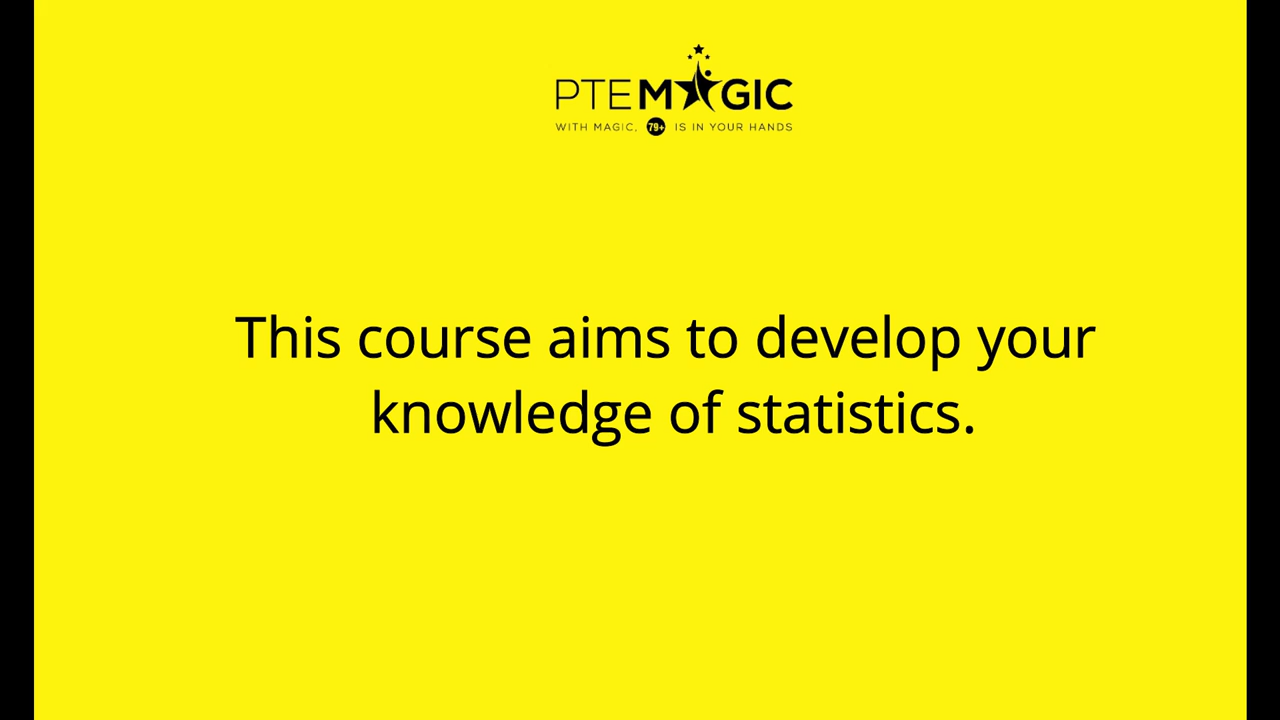 PTEMAGIC
WITH MAGIC, 79+ IS IN YOUR HANDS
This course aims to develop your
knowledge of statistics.